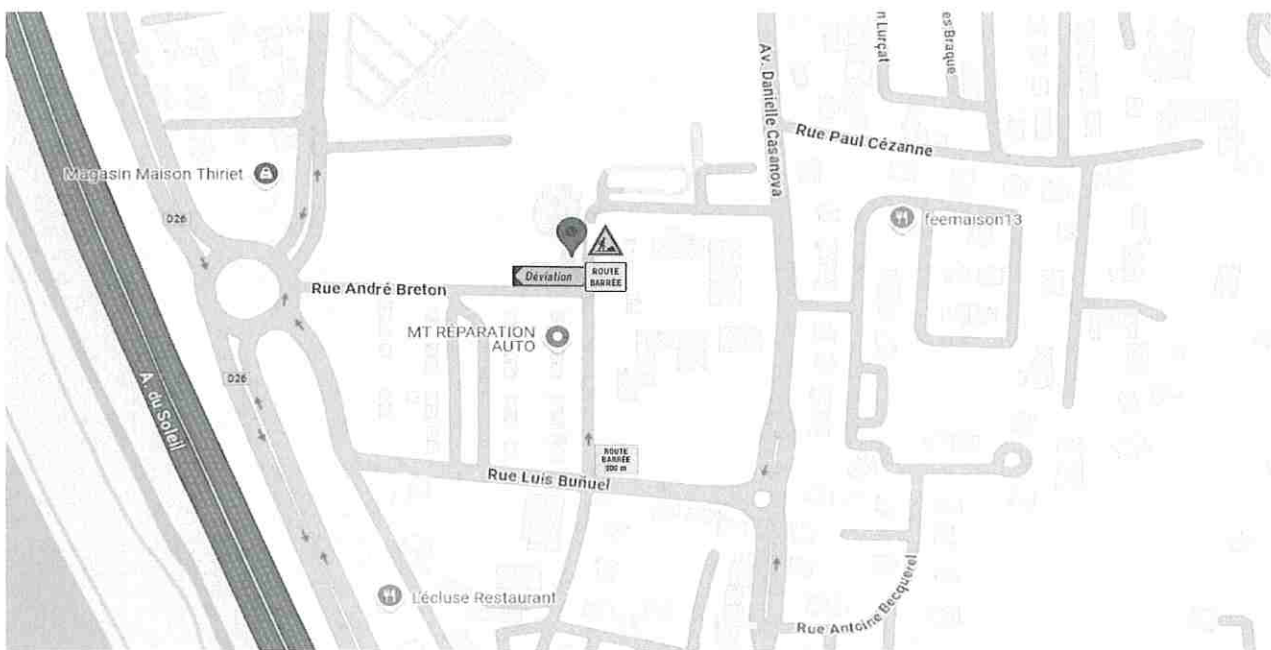 n Lurçat
es Braque
Av. Danielle Casanova
Rue Paul Cézanne
Magasin Maison Thiriet
D26
feemaison13
Déviation
ROUTE
BARRÉE
Rue André Breton
MT RÉPARATION
AUTO
D26
A. du Soleil
ROUTE
BARRÉE
Rue Luis Buñuel
L'écluse Restaurant
Rue Antoine Becquerel